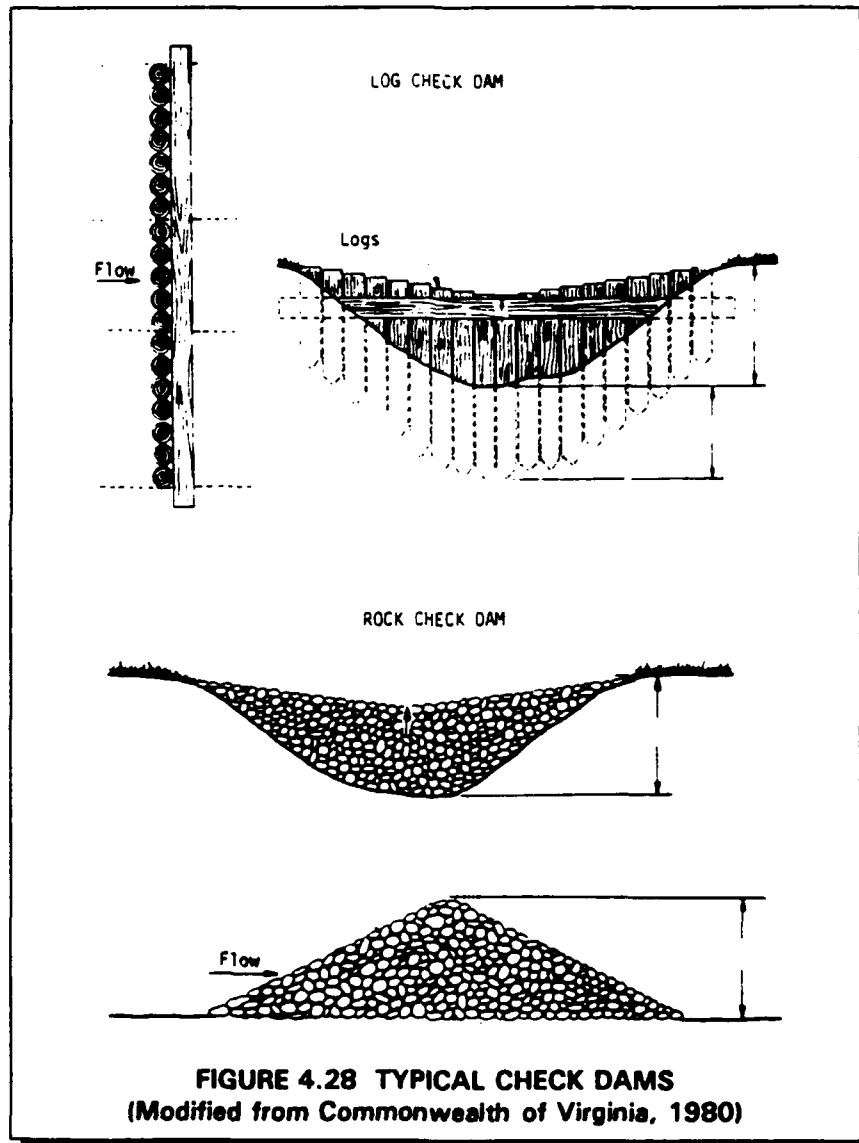 LOG CHECK DAM
Logs
Flow
ROCK CHECK DAM
Flow
FIGURE 4.28 TYPICAL CHECK DAMS
(Modified from Commonwealth of Virginia, 1980)